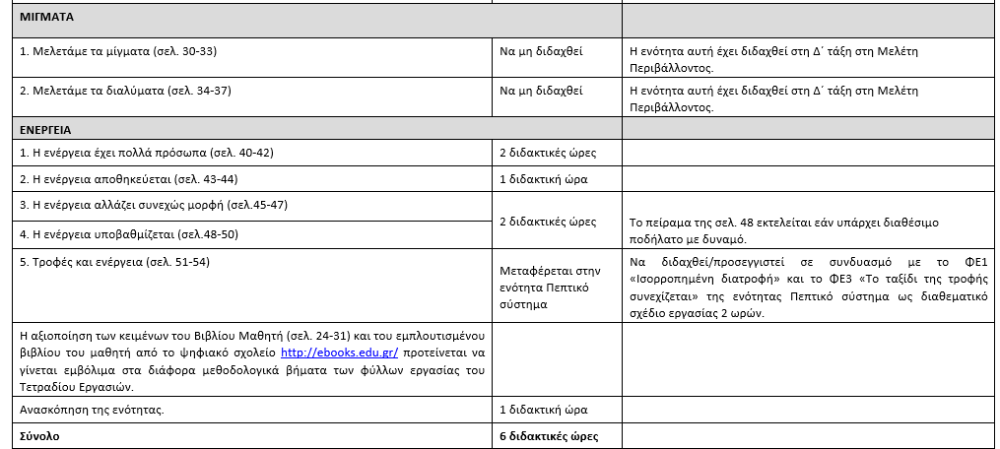 ΜΙΓΜΑΤΑ
1. Μελετάμε τα μίγματα (σελ. 30-33)
Να μη διδαχθεί
Η ενότητα αυτή έχει διδαχθεί στη Δ΄ τάξη στη Μελέτη
Περιβάλλοντος.
2. Μελετάμε τα διαλύματα (σελ. 34-37)
Να μη διδαχθεί
Η ενότητα αυτή έχει διδαχθεί στη Δ΄ τάξη στη Μελέτη
Περιβάλλοντος.
ΕΝΕΡΓΕΙΑ
1. Η ενέργεια έχει πολλά πρόσωπα (σελ. 40-42)
2 διδακτικές ώρες
2. Η ενέργεια αποθηκεύεται (σελ. 43-44)
1 διδακτική ώρα
3. Η ενέργεια αλλάζει συνεχώς μορφή (σελ.45-47)
4. Η ενέργεια υποβαθμίζεται (σελ.48-50)
2 διδακτικές ώρες
Το πείραμα της σελ. 48 εκτελείται εάν υπάρχει διαθέσιμο
ποδήλατο με δυναμό.
5. Τροφές και ενέργεια (σελ. 51-54)
Μεταφέρεται στην
ενότητα Πεπτικό
σύστημα
Να διδαχθεί/προσεγγιστεί σε συνδυασμό με το ΦΕ1
«Ισορροπημένη διατροφή» και το ΦΕ3 «Το ταξίδι της τροφής
συνεχίζεται» της ενότητας Πεπτικό σύστημα ως διαθεματικό
σχέδιο εργασίας 2 ωρών.
Η αξιοποίηση των κειμένων του Βιβλίου Μαθητή (σελ. 24-31) και του εμπλουτισμένου
βιβλίου του μαθητή από το ψηφιακό σχολείο http://ebooks.edu.gr/ προτείνεται να
γίνεται εμβόλιμα στα διάφορα μεθοδολογικά βήματα των φύλλων εργασίας του
Τετραδίου Εργασιών.
Ανασκόπηση της ενότητας.
1 διδακτική ώρα
Σύνολο
6 διδακτικές ώρες